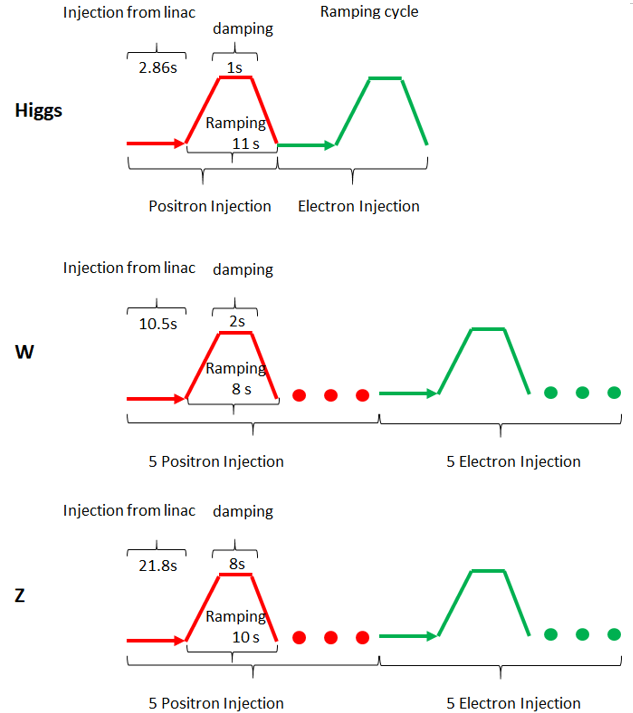 Injection from linac
damping
Ramping cycle
2.86s
1s
Higgs
Ramping
11 s
Positron Injection
Electron Injection
Injection from linac
damping
10.5s
2s
W
Ramping
8 s
5 Positron Injection
5 Electron Injection
Injection from linac
damping
21.8s
8s
Z
Ramping
10 s
5 Positron Injection
5 Electron Injection